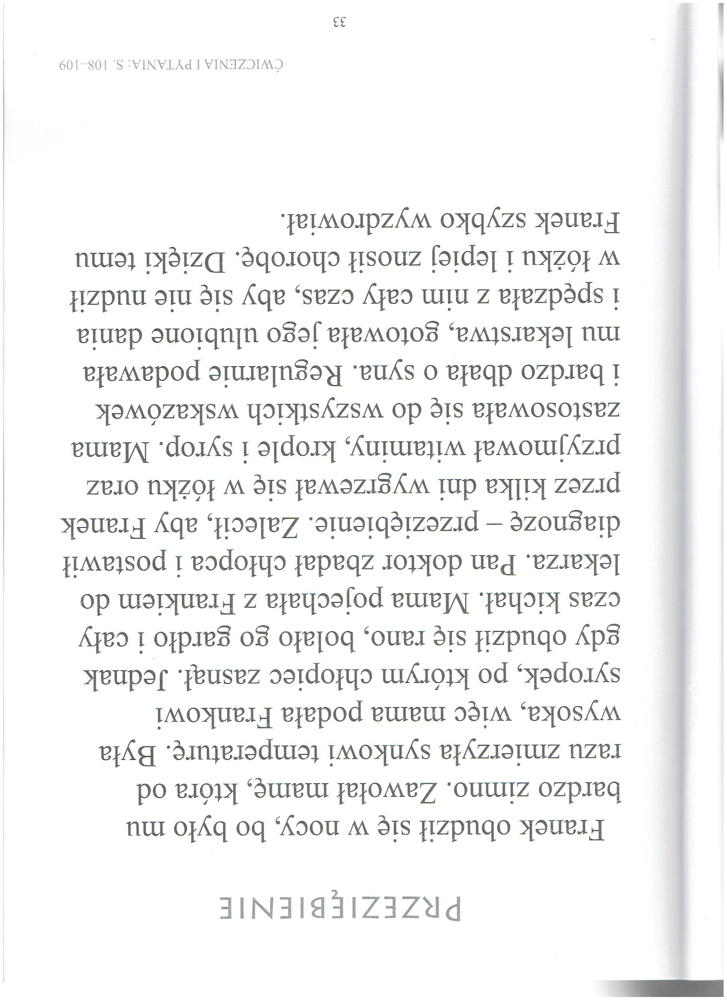 PRZEZIĘBIENIE
Franek obudził się w nocy, bo było mu
bardzo zimno. Zawołał mamę, która od
razu zmierzyła synkowi temperaturę. Była
wysoka, więc mama podała Frankowi
syropek, po którym chłopiec zasnął. Jednak
gdy obudził się rano, bolało go gardło i cały
czas kichał. Mama pojechała z Frankiem do
lekarza. Pan doktor zbadał chłopca i postawił
diagnozę – przeziębienie. Zalecił, aby Franek
przez kilka dni wygrzewał się w łóżku oraz
przyjmował witaminy, krople i syrop. Mama
zastosowała się do wszystkich wskazówek
i bardzo dbała o syna. Regularnie podawała
mu lekarstwa, gotowała jego ulubione dania
i spędzała z nim cały czas, aby się nie nudził
w łóżku i lepiej znosił chorobę. Dzięki temu
Franek szybko wyzdrowiał.
ĆWICZENIA I PYTANIA: S. 108–109
33